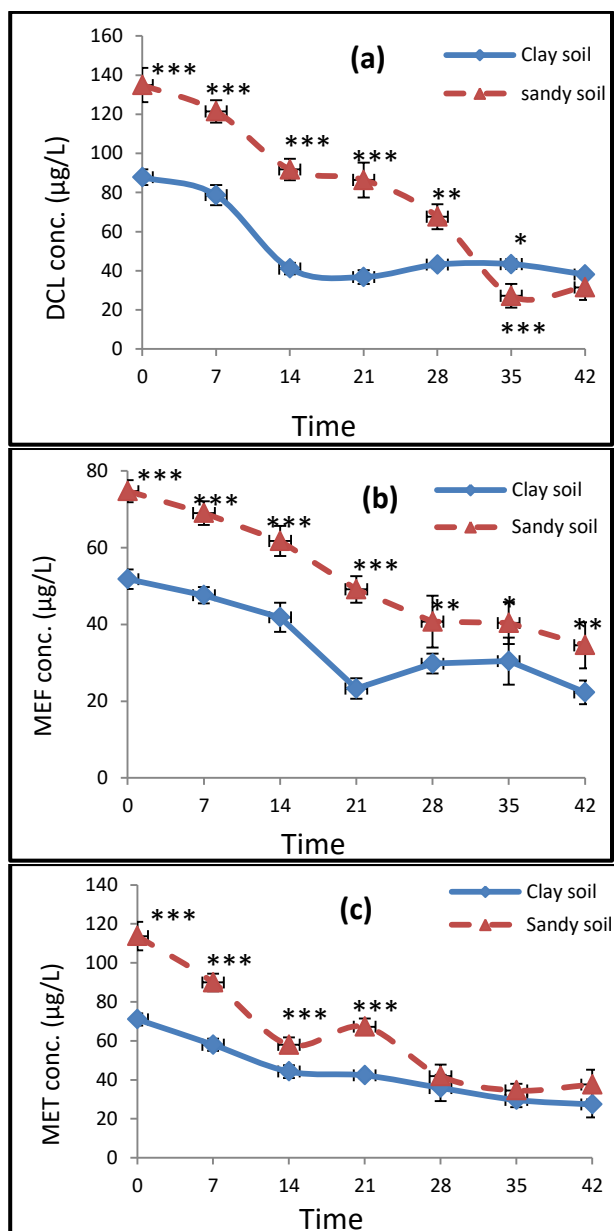 (a)
Clay soil
sandy soil
DCL conc. (µg/L)
160
140
120
100
80
60
40
20
0
***
***
***
***
**
*
***
0 7 14 21 28 35 42
Time
(b)
Clay soil
Sandy soil
MEF conc. (µg/L)
80
60
40
20
0
***
***
***
***
**
*
**
0 7 14 21 28 35 42
Time
(c)
Clay soil
Sandy soil
MET conc. (µg/L)
140
120
100
80
60
40
20
0
***
***
***
***
0 7 14 21 28 35 42
Time